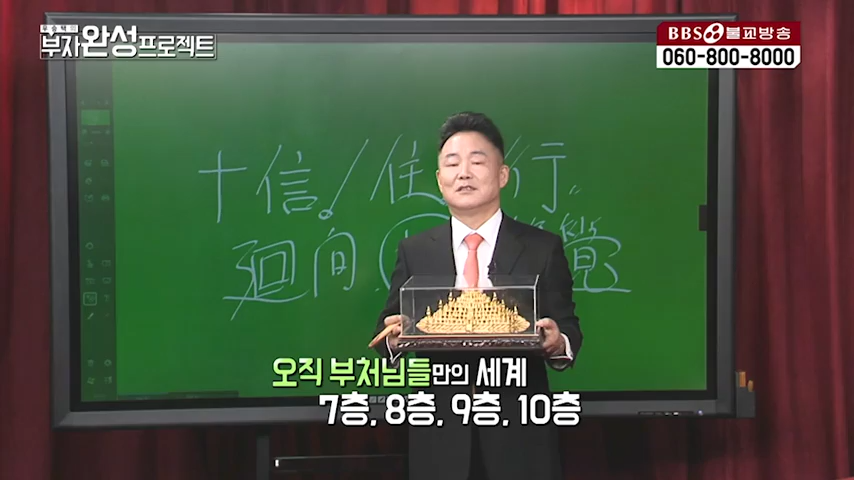 부자완성프로젝트
BBS 불교방송
060-800-8000
十信/住/行
廻向 覺
오직 부처님들만의 세계
7층, 8층, 9층, 10층